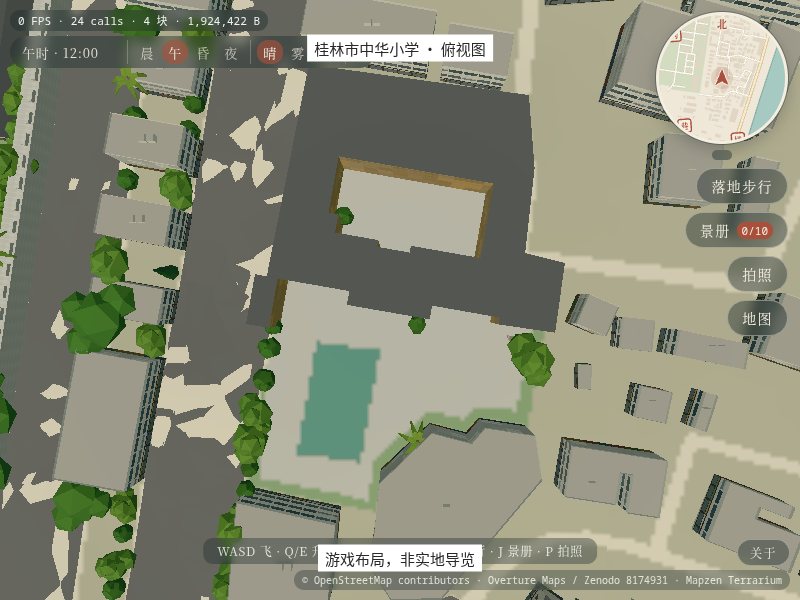 0 FPS · 24 calls · 4 块 · 1,924,422 B
午时 · 12:00 晨 午 昏 夜 晴 雾
桂林市中华小学 · 俯视图
北
落地步行
景册 0/10
拍照
地图
WASD 飞 · Q/E 升
· J 景册 · P 拍照
关于
游戏布局，非实地导览
© OpenStreetMap contributors · Overture Maps / Zenodo 8174931 · Mapzen Terrarium